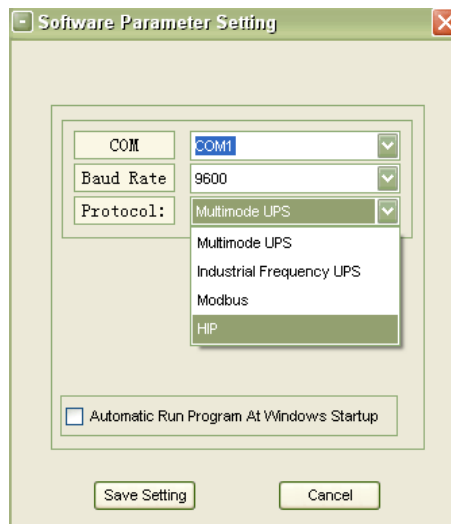 Software Parameter Setting
COM COM1
Baud Rate 9600
Protocol: Multimode UPS
Multimode UPS
Industrial Frequency UPS
Modbus
HIP
Automatic Run Program At Windows Startup
Save Setting Cancel